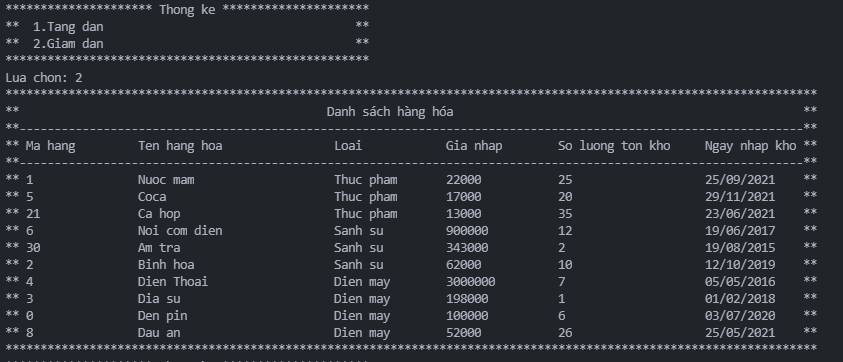 ********************* Thong ke *********************
** 1.Tang dan **
** 2.Giam dan **
****************************************************
Lua chon: 2
********************************************************************************************************************
** Danh sách hàng hóa **
**----------------------------------------------------------------------------------------------------------------**
** Ma hang Ten hang hoa Loai Gia nhap So luong ton kho Ngay nhap kho **
**----------------------------------------------------------------------------------------------------------------**
** 1 Nuoc mam Thuc pham 22000 25 25/09/2021 **
** 5 Coca Thuc pham 17000 20 29/11/2021 **
** 21 Ca hop Thuc pham 13000 35 23/06/2021 **
** 6 Noi com dien Sanh su 900000 12 19/06/2017 **
** 30 Am tra Sanh su 343000 2 19/08/2015 **
** 2 Binh hoa Sanh su 62000 10 12/10/2019 **
** 4 Dien Thoai Dien may 3000000 7 05/05/2016 **
** 3 Dia su Dien may 198000 1 01/02/2018 **
** 0 Den pin Dien may 100000 6 03/07/2020 **
** 8 Dau an Dien may 52000 26 25/05/2021 **
********************************************************************************************************************